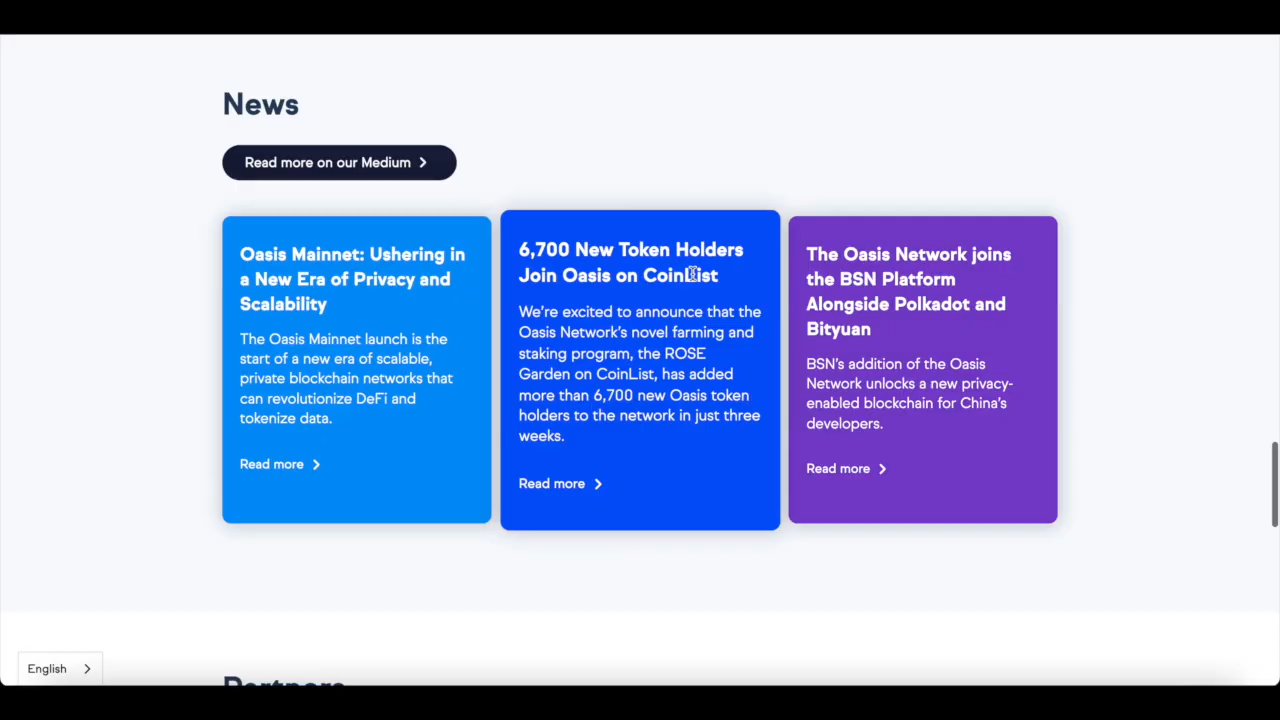 News
Read more on our Medium
Oasis Mainnet: Ushering in
a New Era of Privacy and
Scalability
The Oasis Mainnet launch is the
start of a new era of scalable,
private blockchain networks that
can revolutionize DeFi and
tokenize data.
Read more
6,700 New Token Holders
Join Oasis on CoinList
We're excited to announce that the
Oasis Network's novel farming and
staking program, the ROSE
Garden on CoinList, has added
more than 6,700 new Oasis token
holders to the network in just three
weeks.
Read more
The Oasis Network joins
the BSN Platform
Alongside Polkadot and
Bityuan
BSN's addition of the Oasis
Network unlocks a new privacy-
enabled blockchain for China's
developers.
Read more
English
Partners